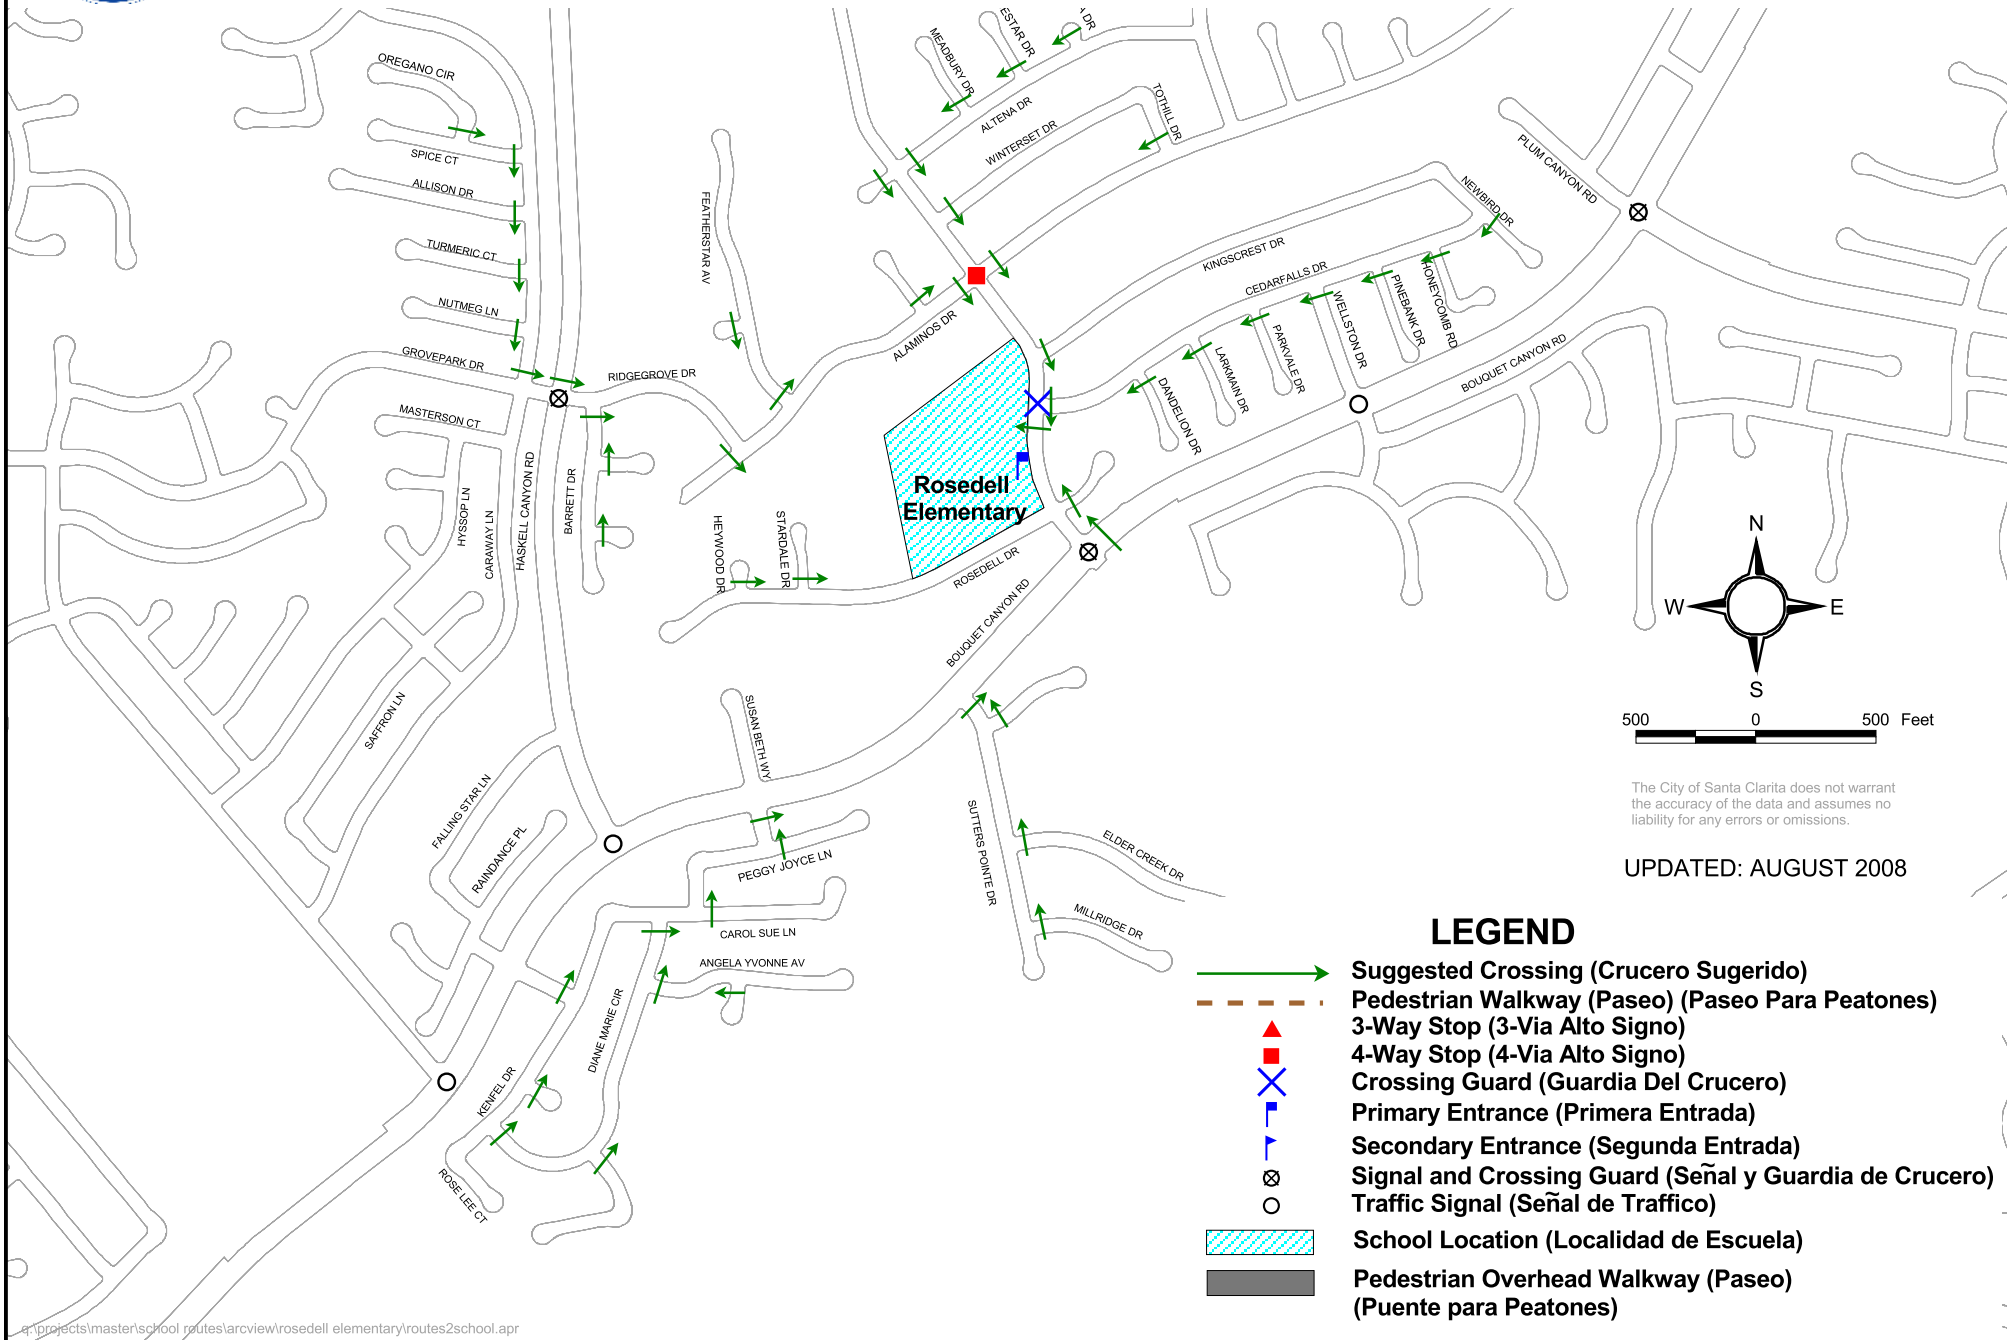 OREGANO CIR
SPICE CT
ALLISON DR
TURMERIC CT
NUTMEG LN
GROVEPARK DR
MASTERSON CT
HYSSOP LN
CARAWAY LN
HASKELL CANYON RD
BARRETT DR
RIDGEGROVE DR
FEATHERSTAR AV
MEADBURY DR
ESTAR DR
DR
ALTENA DR
WINTERSET DR
TOTHILL DR
ALAMINOS DR
KINGSCREST DR
CEDARFALLS DR
NEWBIRD DR
PLUM CANYON RD
HONEYCOMB RD
PINEBANK DR
WELLSTON DR
PARKVALE DR
LARKMAIN DR
DANDELION DR
BOUQUET CANYON RD
Rosedell
Elementary
HEYWOOD DR
STARDALE DR
ROSEDELL DR
BOUQUET CANYON RD
SAFFRON LN
FALLING STAR LN
RAINDANCE PL
SUSAN BETH WY
PEGGY JOYCE LN
CAROL SUE LN
ANGELA YVONNE AV
DIANE MARIE CIR
KENFEL DR
ROSE LEE CT
SUTTERS POINTE DR
ELDER CREEK DR
MILLRIDGE DR
N
W
E
S
500 0 500 Feet
The City of Santa Clarita does not warrant
the accuracy of the data and assumes no
liability for any errors or omissions.
UPDATED: AUGUST 2008
LEGEND
Suggested Crossing (Crucero Sugerido)
Pedestrian Walkway (Paseo) (Paseo Para Peatones)
3-Way Stop (3-Via Alto Signo)
4-Way Stop (4-Via Alto Signo)
Crossing Guard (Guardia Del Crucero)
Primary Entrance (Primera Entrada)
Secondary Entrance (Segunda Entrada)
Signal and Crossing Guard (Señal y Guardia de Crucero)
Traffic Signal (Señal de Traffico)
School Location (Localidad de Escuela)
Pedestrian Overhead Walkway (Paseo)
(Puente para Peatones)
q:\projects\master\school routes\arcview\rosedell elementary\routes2school.apr